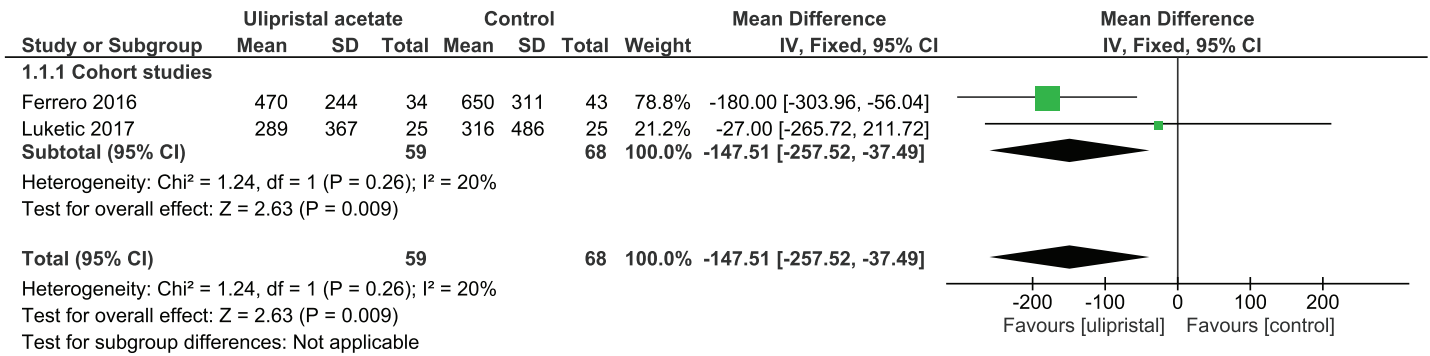 Ulipristal acetate Control Mean Difference Mean Difference
Study or Subgroup Mean SD Total Mean SD Total Weight IV, Fixed, 95% CI IV, Fixed, 95% CI
1.1.1 Cohort studies
Ferrero 2016 470 244 34 650 311 43 78.8% -180.00 [-303.96, -56.04]
Luketic 2017 289 367 25 316 486 25 21.2% -27.00 [-265.72, 211.72]
Subtotal (95% CI) 59 68 100.0% -147.51 [-257.52, -37.49]
Heterogeneity: Chi² = 1.24, df = 1 (P = 0.26); I² = 20%
Test for overall effect: Z = 2.63 (P = 0.009)
Total (95% CI) 59 68 100.0% -147.51 [-257.52, -37.49]
Heterogeneity: Chi² = 1.24, df = 1 (P = 0.26); I² = 20%
Test for overall effect: Z = 2.63 (P = 0.009)
Test for subgroup differences: Not applicable
-200 -100 0 100 200
Favours [ulipristal] Favours [control]